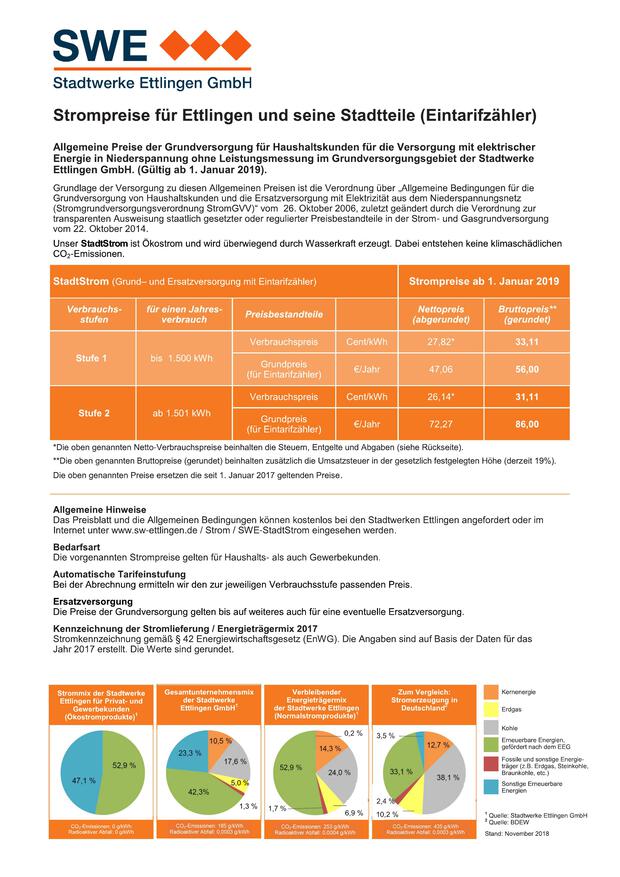 SWE
Stadtwerke Ettlingen GmbH
Strompreise für Ettlingen und seine Stadtteile (Eintarifzähler)
Allgemeine Preise der Grundversorgung für Haushaltskunden für die Versorgung mit elektrischer
Energie in Niederspannung ohne Leistungsmessung im Grundversorgungsgebiet der Stadtwerke
Ettlingen GmbH. (Gültig ab 1. Januar 2019).
Grundlage der Versorgung zu diesen Allgemeinen Preisen ist die Verordnung über „Allgemeine Bedingungen für die
Grundversorgung von Haushaltskunden und die Ersatzversorgung mit Elektrizität aus dem Niederspannungsnetz
(Stromgrundversorgungsverordnung StromGVV)“ vom 26. Oktober 2006, zuletzt geändert durch die Verordnung zur
transparenten Ausweisung staatlich gesetzter oder regulierter Preisbestandteile in der Strom- und Gasgrundversorgung
vom 22. Oktober 2014.
Unser StadtStrom ist Ökostrom und wird überwiegend durch Wasserkraft erzeugt. Dabei entstehen keine klimaschädlichen
CO₂-Emissionen.
StadtStrom (Grund– und Ersatzversorgung mit Eintarifzähler) Strompreise ab 1. Januar 2019
Verbrauchs-stufen für einen Jahres-verbrauch Preisbestandteile Nettopreis (abgerundet) Bruttopreis** (gerundet)
Stufe 1 bis 1.500 kWh Verbrauchspreis Cent/kWh 27,82* 33,11
Grundpreis (für Eintarifzähler) €/Jahr 47,06 56,00
Stufe 2 ab 1.501 kWh Verbrauchspreis Cent/kWh 26,14* 31,11
Grundpreis (für Eintarifzähler) €/Jahr 72,27 86,00
*Die oben genannten Netto-Verbrauchspreise beinhalten die Steuern, Entgelte und Abgaben (siehe Rückseite).
**Die oben genannten Bruttopreise (gerundet) beinhalten zusätzlich die Umsatzsteuer in der gesetzlich festgelegten Höhe (derzeit 19%).
Die oben genannten Preise ersetzen die seit 1. Januar 2017 geltenden Preise.
Allgemeine Hinweise
Das Preisblatt und die Allgemeinen Bedingungen können kostenlos bei den Stadtwerken Ettlingen angefordert oder im
Internet unter www.sw-ettlingen.de / Strom / SWE-StadtStrom eingesehen werden.
Bedarfsart
Die vorgenannten Strompreise gelten für Haushalts- als auch Gewerbekunden.
Automatische Tarifeinstufung
Bei der Abrechnung ermitteln wir den zur jeweiligen Verbrauchsstufe passenden Preis.
Ersatzversorgung
Die Preise der Grundversorgung gelten bis auf weiteres auch für eine eventuelle Ersatzversorgung.
Kennzeichnung der Stromlieferung / Energieträgermix 2017
Stromkennzeichnung gemäß § 42 Energiewirtschaftsgesetz (EnWG). Die Angaben sind auf Basis der Daten für das
Jahr 2017 erstellt. Die Werte sind gerundet.
Strommix der Stadtwerke
Ettlingen für Privat- und
Gewerbekunden
(Ökostromprodukte)¹
52,9 %
47,1 %
CO₂-Emissionen: 0 g/kWh
Radioaktiver Abfall: 0 g/kWh
Gesamtunternehmensmix
der Stadtwerke
Ettlingen GmbH¹
10,5 %
17,6 %
5,0 %
1,3 %
42,3%
23,3 %
CO₂-Emissionen: 185 g/kWh
Radioaktiver Abfall: 0,0003 g/kWh
Verbleibender
Energieträgermix
der Stadtwerke Ettlingen
(Normalstromprodukte)¹
0,2 %
14,3 %
24,0 %
6,9 %
1,7 %
52,9 %
CO₂-Emissionen: 253 g/kWh
Radioaktiver Abfall: 0,0004 g/kWh
Zum Vergleich:
Stromerzeugung in
Deutschland²
3,5 %
12,7 %
38,1 %
10,2 %
2,4 %
33,1 %
CO₂-Emissionen: 435 g/kWh
Radioaktiver Abfall: 0,0003 g/kWh
Kernenergie
Erdgas
Kohle
Erneuerbare Energien,
gefördert nach dem EEG
Fossile und sonstige Energie-
träger (z.B. Erdgas, Steinkohle,
Braunkohle, etc.)
Sonstige Erneuerbare
Energien
¹ Quelle: Stadtwerke Ettlingen GmbH
² Quelle: BDEW
Stand: November 2018